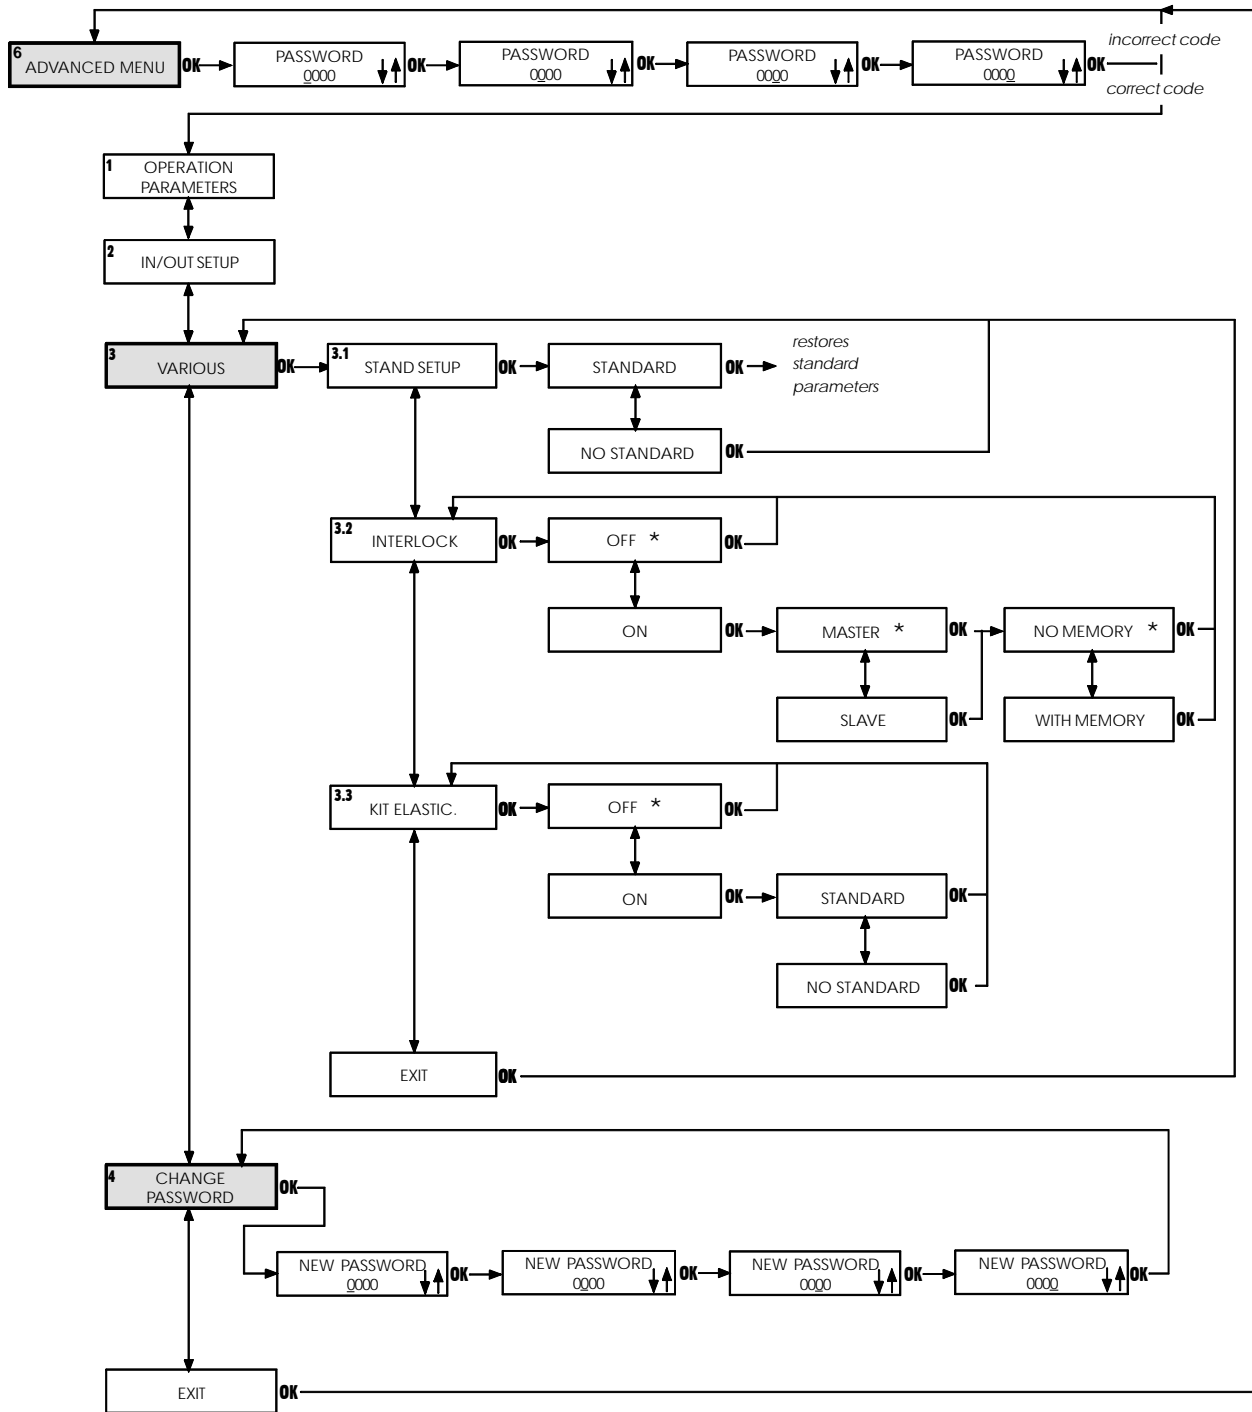 6
ADVANCED MENU
OK
PASSWORD
0000
OK
PASSWORD
0000
OK
PASSWORD
0000
OK
PASSWORD
0000
OK
incorrect code
correct code
1
OPERATION
PARAMETERS
2
IN/OUT SETUP
3
VARIOUS
OK
3.1
STAND SETUP
OK
STANDARD
OK
restores
standard
parameters
NO STANDARD
OK
3.2
INTERLOCK
OK
OFF *
OK
ON
OK
MASTER *
OK
NO MEMORY *
OK
SLAVE
OK
WITH MEMORY
OK
3.3
KIT ELASTIC.
OK
OFF *
OK
ON
OK
STANDARD
OK
NO STANDARD
OK
EXIT
OK
4
CHANGE
PASSWORD
OK
NEW PASSWORD
0000
OK
NEW PASSWORD
0000
OK
NEW PASSWORD
0000
OK
NEW PASSWORD
0000
OK
EXIT
OK